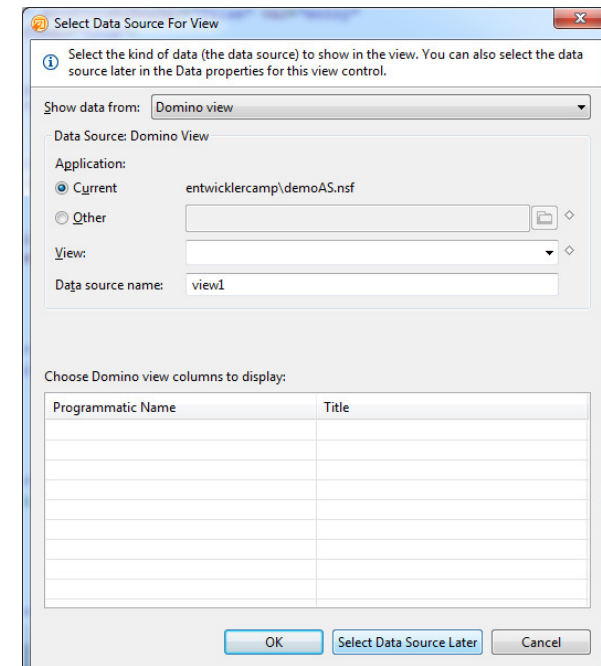 Select Data Source For View
Select the kind of data (the data source) to show in the view. You can also select the data
source later in the Data properties for this view control.
Show data from: Domino view
Data Source: Domino View
Application:
Current entwicklercamp\demoAS.nsf
Other
View:
Data source name: view1
Choose Domino view columns to display:
Programmatic Name Title
OK Select Data Source Later Cancel